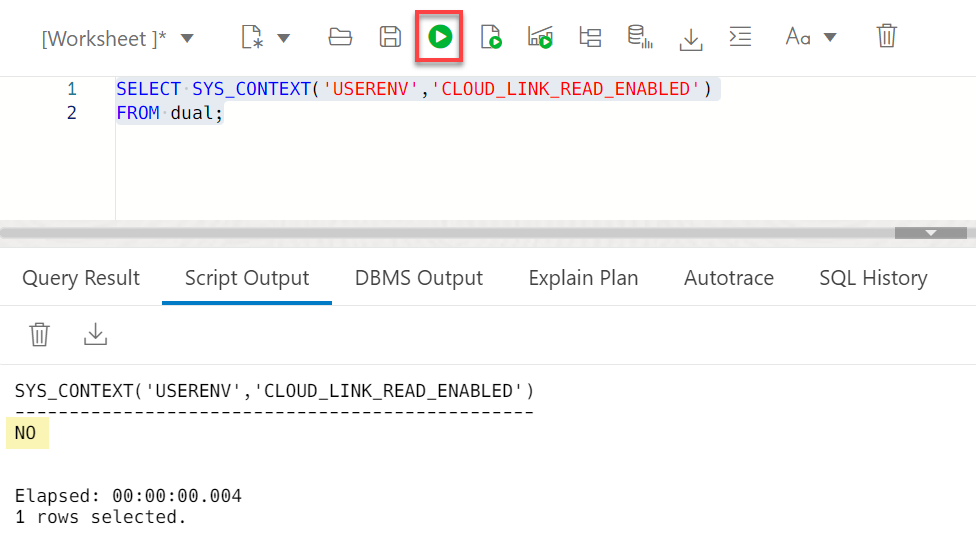 [Worksheet ]*
Aa
1 SELECT SYS_CONTEXT('USERENV','CLOUD_LINK_READ_ENABLED')
2 FROM dual;
Query Result Script Output DBMS Output Explain Plan Autotrace SQL History
SYS_CONTEXT('USERENV','CLOUD_LINK_READ_ENABLED')
------------------------------------------------
NO
Elapsed: 00:00:00.004
1 rows selected.